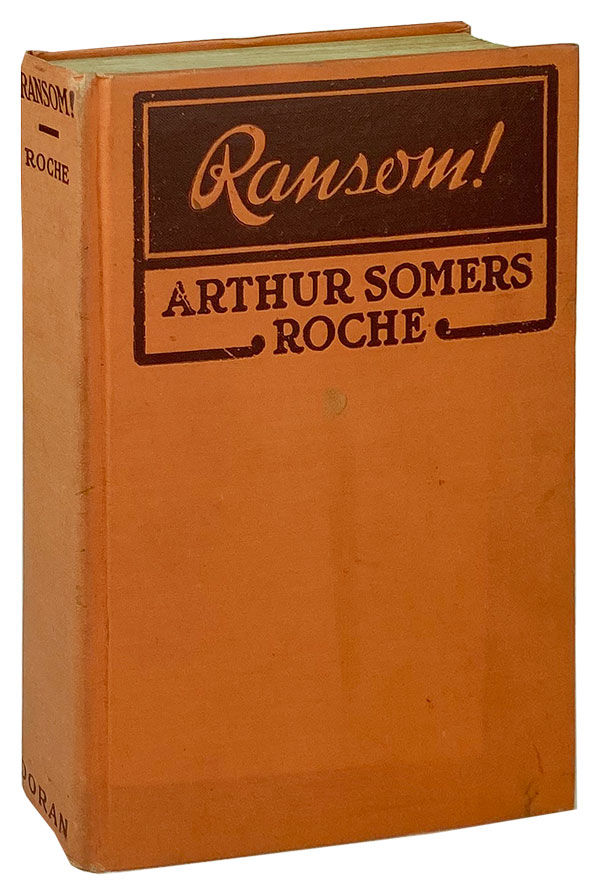 RANSOM!
ROCHE
DORAN
Ransom!
ARTHUR SOMERS
ROCHE